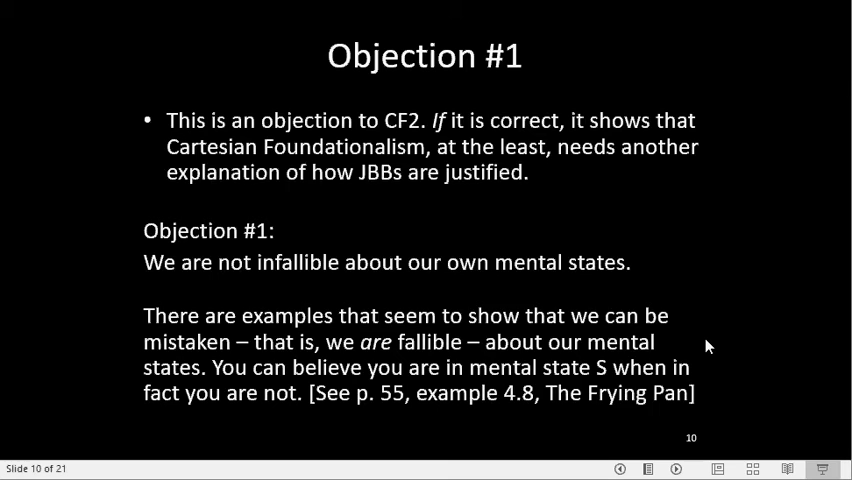 Objection #1
• This is an objection to CF2. If it is correct, it shows that
Cartesian Foundationalism, at the least, needs another
explanation of how JBBs are justified.
Objection #1:
We are not infallible about our own mental states.
There are examples that seem to show that we can be
mistaken – that is, we are fallible – about our mental
states. You can believe you are in mental state S when in
fact you are not. [See p. 55, example 4.8, The Frying Pan]
10
Slide 10 of 21